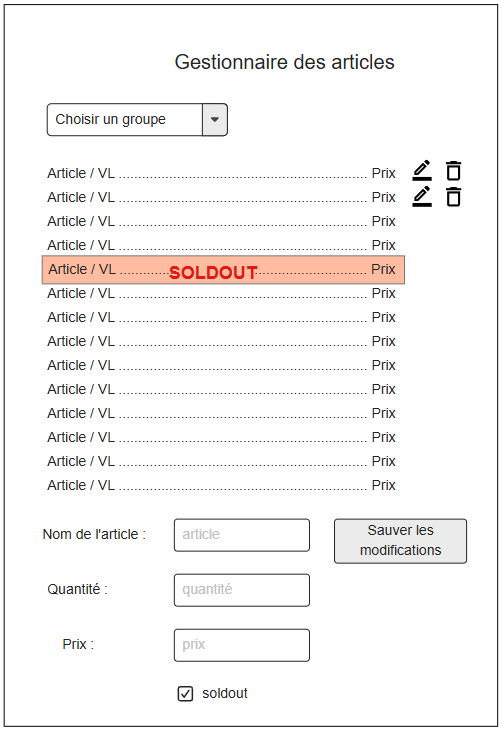 Gestionnaire des articles
Choisir un groupe
Article / VL ................................................................ Prix
Article / VL ................................................................ Prix
Article / VL ................................................................ Prix
Article / VL ................................................................ Prix
Article / VL ................................................................ Prix
SOLDOUT
Article / VL ................................................................ Prix
Article / VL ................................................................ Prix
Article / VL ................................................................ Prix
Article / VL ................................................................ Prix
Article / VL ................................................................ Prix
Article / VL ................................................................ Prix
Article / VL ................................................................ Prix
Article / VL ................................................................ Prix
Article / VL ................................................................ Prix
Nom de l'article : article
Sauver les
modifications
Quantité : quantité
Prix : prix
soldout